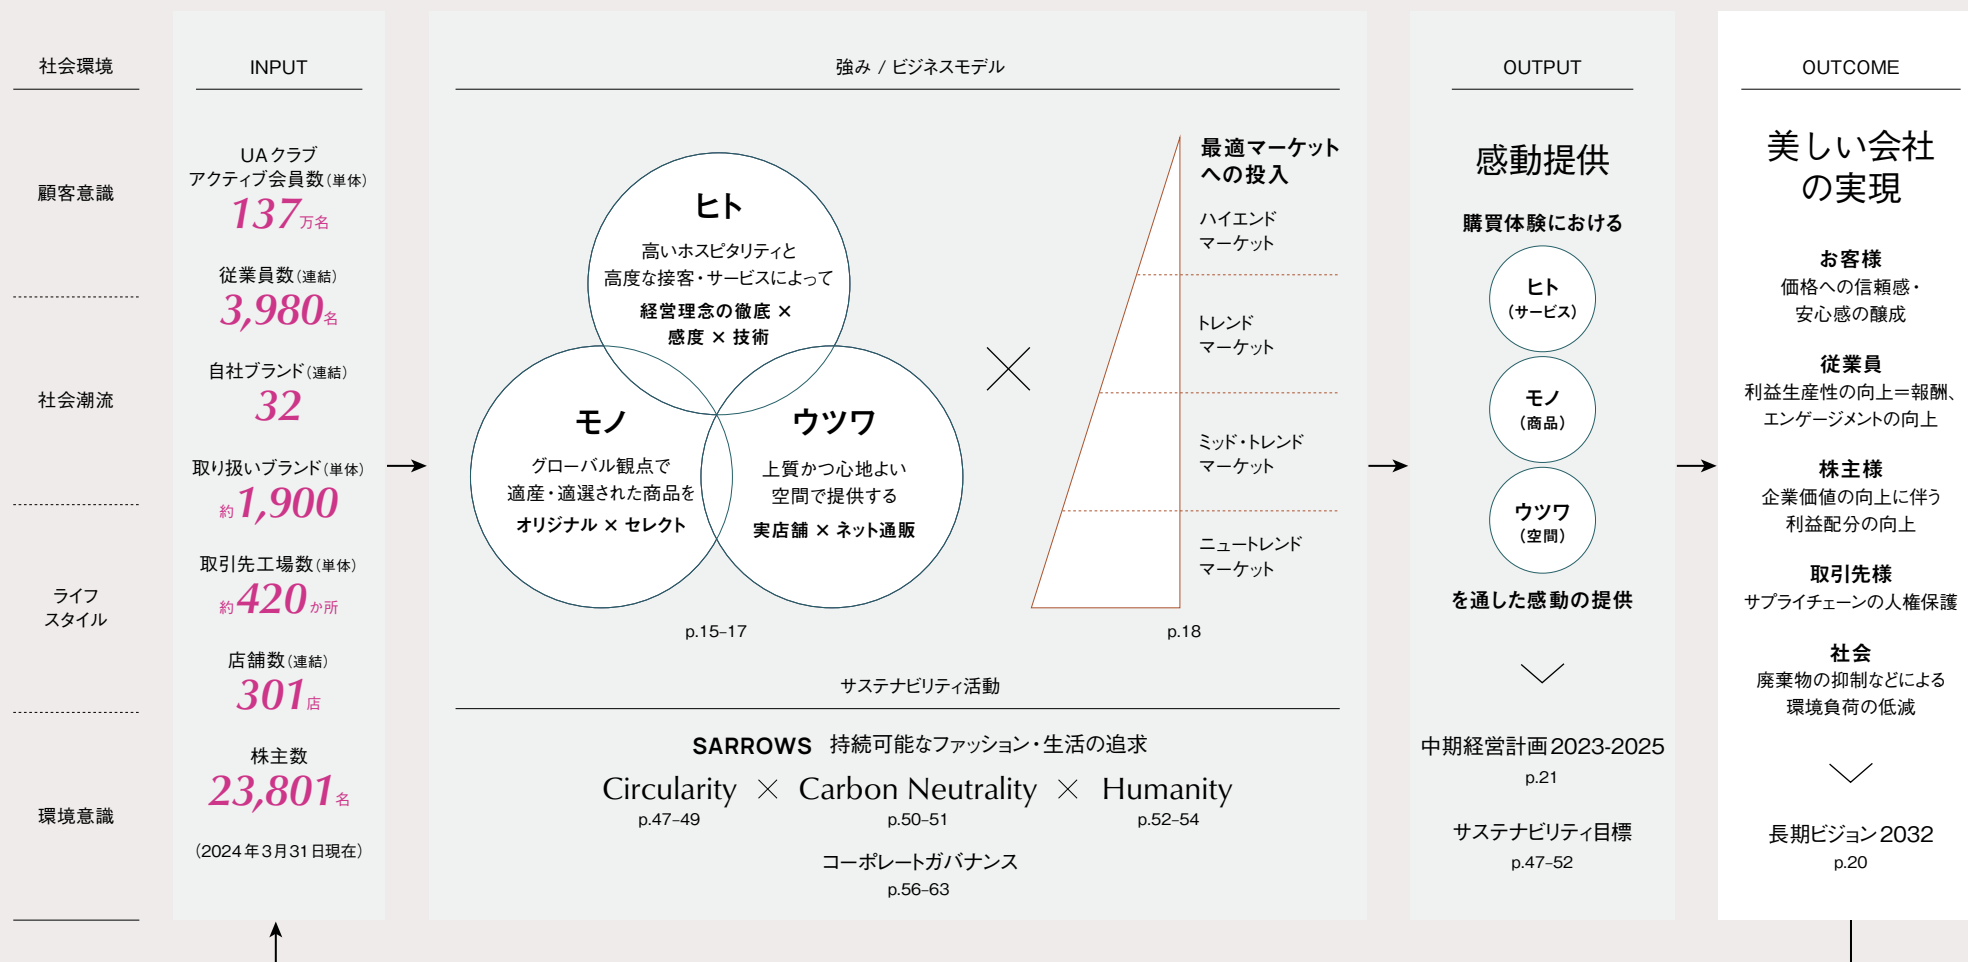 社会環境
顧客意識
社会潮流
ライフ
スタイル
環境意識
INPUT
UAクラブ
アクティブ会員数(単体)
137万名
従業員数(連結)
3,980名
自社ブランド(連結)
32
取り扱いブランド(単体)
約1,900
取引先工場数(単体)
約420か所
店舗数(連結)
301店
株主数
23,801名
(2024年3月31日現在)
強み / ビジネスモデル
ヒト
高いホスピタリティと
高度な接客・サービスによって
経営理念の徹底 ×
感度 × 技術
モノ
グローバル観点で
適産・適選された商品を
オリジナル × セレクト
ウツワ
上質かつ心地よい
空間で提供する
実店舗 × ネット通販
p.15–17
最適マーケット
への投入
ハイエンド
マーケット
トレンド
マーケット
ミッド・トレンド
マーケット
ニュートレンド
マーケット
p.18
サステナビリティ活動
SARROWS 持続可能なファッション・生活の追求
Circularity × Carbon Neutrality × Humanity
p.47–49 p.50–51 p.52–54
コーポレートガバナンス
p.56–63
OUTPUT
感動提供
購買体験における
ヒト
(サービス)
モノ
(商品)
ウツワ
(空間)
を通した感動の提供
中期経営計画2023-2025
p.21
サステナビリティ目標
p.47–52
OUTCOME
美しい会社
の実現
お客様
価格への信頼感・
安心感の醸成
従業員
利益生産性の向上＝報酬、
エンゲージメントの向上
株主様
企業価値の向上に伴う
利益配分の向上
取引先様
サプライチェーンの人権保護
社会
廃棄物の抑制などによる
環境負荷の低減
長期ビジョン2032
p.20